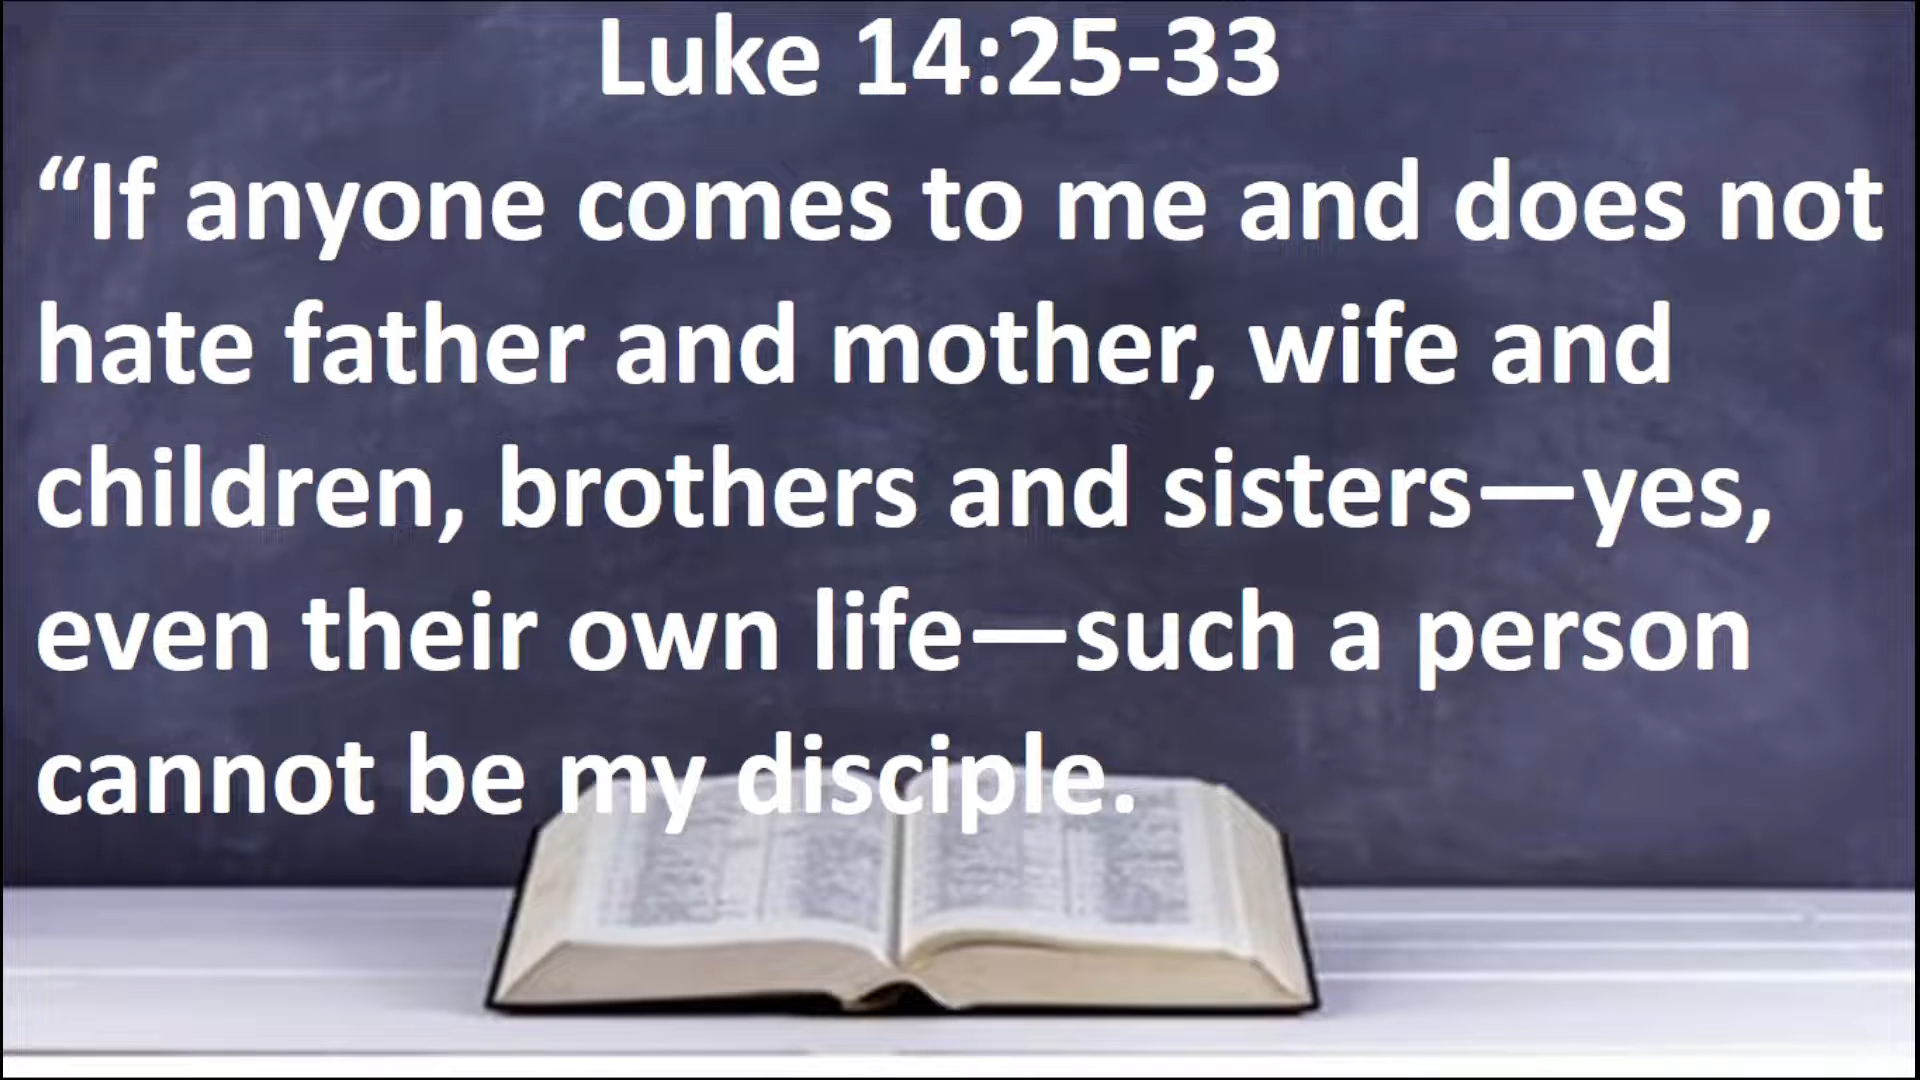 Luke 14:25-33
“If anyone comes to me and does not
hate father and mother, wife and
children, brothers and sisters—yes,
even their own life—such a person
cannot be my disciple.